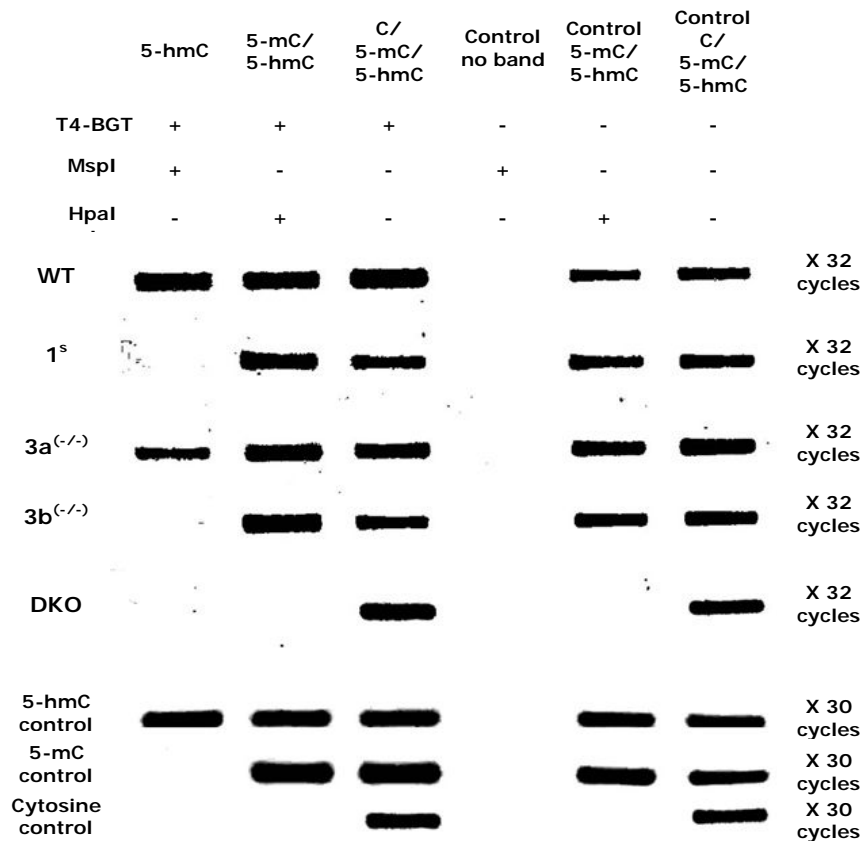 5-hmC
5-mC/
5-hmC
C/
5-mC/
5-hmC
Control
no band
Control
5-mC/
5-hmC
Control
C/
5-mC/
5-hmC
T4-BGT + + + - - -
MspI + - - + - -
HpaI - + - - + -
WT X 32
cycles
1ˢ X 32
cycles
3a⁽⁻/⁻⁾ X 32
cycles
3b⁽⁻/⁻⁾ X 32
cycles
DKO X 32
cycles
5-hmC
control X 30
cycles
5-mC
control X 30
cycles
Cytosine
control X 30
cycles